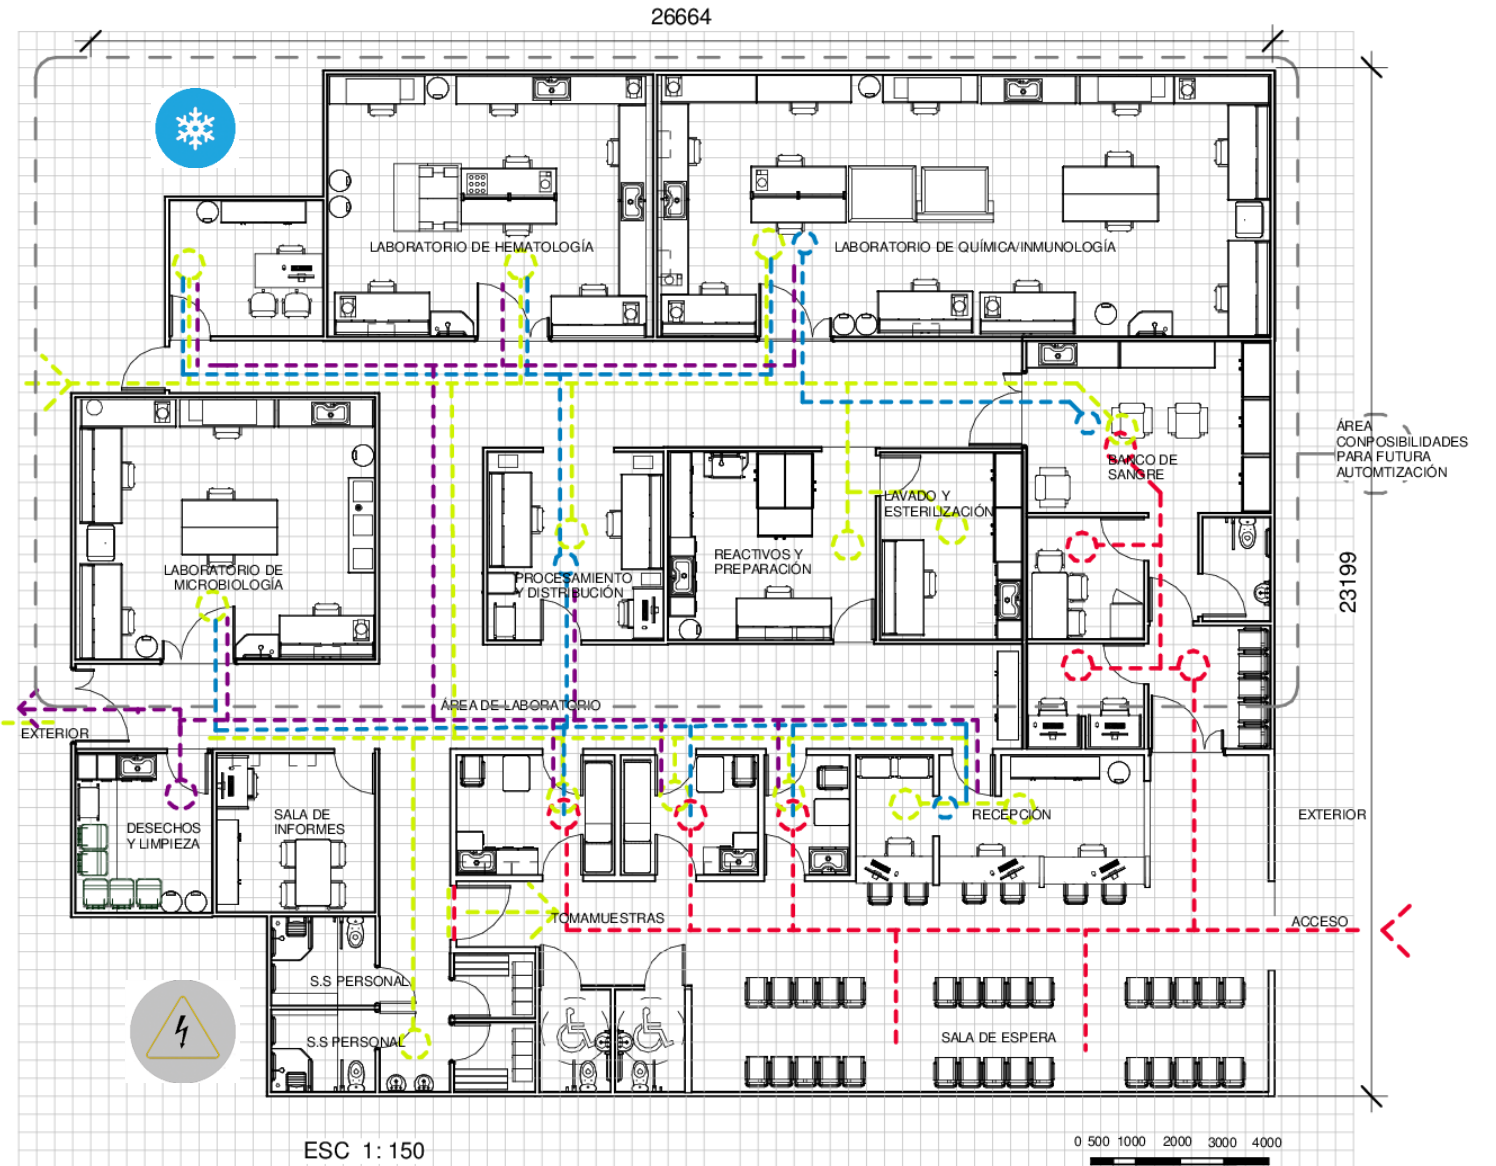 26664
LABORATORIO DE HEMATOLOGÍA
LABORATORIO DE QUÍMICA/INMUNOLOGÍA
ÁREA
CONPOSIBILIDADES
PARA FUTURA
AUTOMTIZACIÓN
BANCO DE
SANGRE
LAVADO Y
ESTERILIZACIÓN
REACTIVOS Y
PREPARACIÓN
LABORATORIO DE
MICROBIOLOGÍA
PROCESAMIENTO
Y DISTRIBUCIÓN
23199
ÁREA DE LABORATORIO
EXTERIOR
SALA DE
INFORMES
DESECHOS
Y LIMPIEZA
RECEPCIÓN
EXTERIOR
TOMAMUESTRAS
ACCESO
S.S PERSONAL
S.S PERSONAL
SALA DE ESPERA
ESC 1:150
0 500 1000 2000 3000 4000